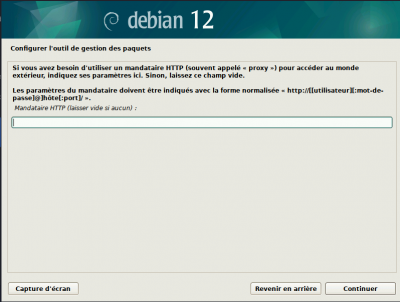 debian 12
Configurer l'outil de gestion des paquets
Si vous avez besoin d'utiliser un mandataire HTTP (souvent appelé « proxy ») pour accéder au monde
extérieur, indiquez ses paramètres ici. Sinon, laissez ce champ vide.
Les paramètres du mandataire doivent être indiqués avec la forme normalisée « http://[[utilisateur][:mot-de-
passe]@]hôte[:port]/ ».
Mandataire HTTP (laisser vide si aucun) :
Capture d'écran
Revenir en arrière
Continuer